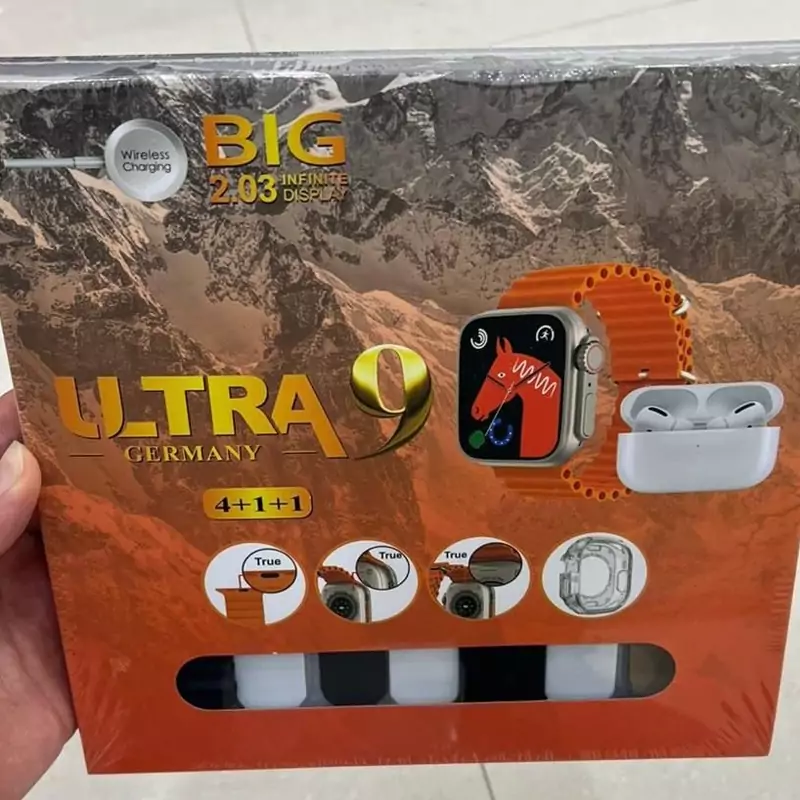 Wireless
Charging
BIG
2.03 INFINITE
DISPLAY
ULTRA 9
GERMANY
4+1+1
True
True
True